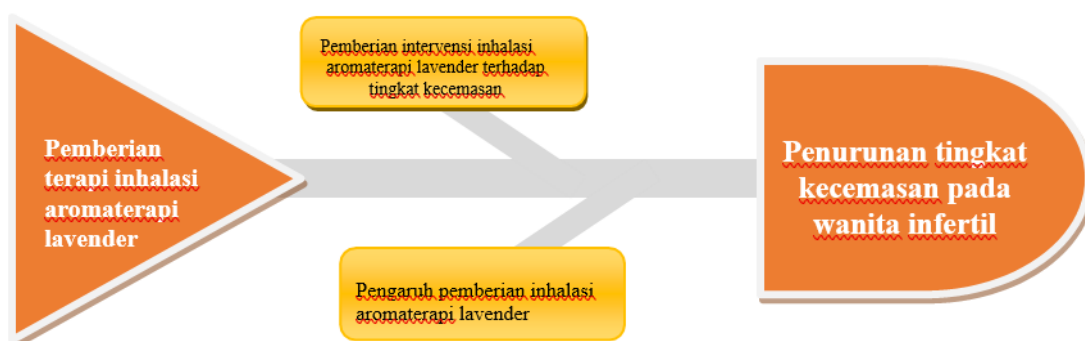 Pemberian intervensi inhalasi
aromaterapi lavender terhadap
tingkat kecemasan
Pemberian
terapi inhalasi
aromaterapi
lavender
Penurunan tingkat
kecemasan pada
wanita infertil
Pengaruh pemberian inhalasi
aromaterapi lavender